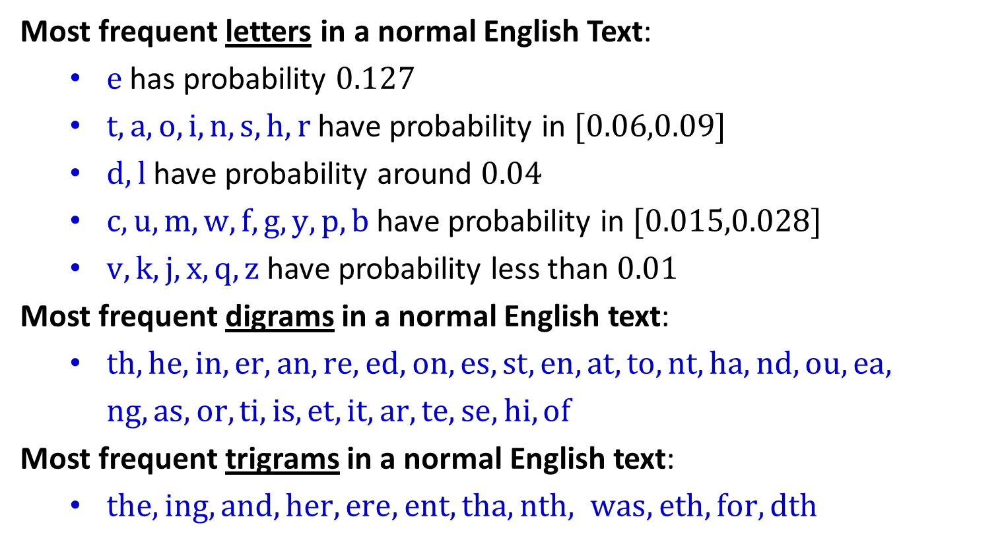 Most frequent letters in a normal English Text:
• e has probability 0.127
• t, a, o, i, n, s, h, r have probability in [0.06,0.09]
• d, l have probability around 0.04
• c, u, m, w, f, g, y, p, b have probability in [0.015,0.028]
• v, k, j, x, q, z have probability less than 0.01
Most frequent digrams in a normal English text:
• th, he, in, er, an, re, ed, on, es, st, en, at, to, nt, ha, nd, ou, ea,
ng, as, or, ti, is, et, it, ar, te, se, hi, of
Most frequent trigrams in a normal English text:
• the, ing, and, her, ere, ent, tha, nth, was, eth, for, dth